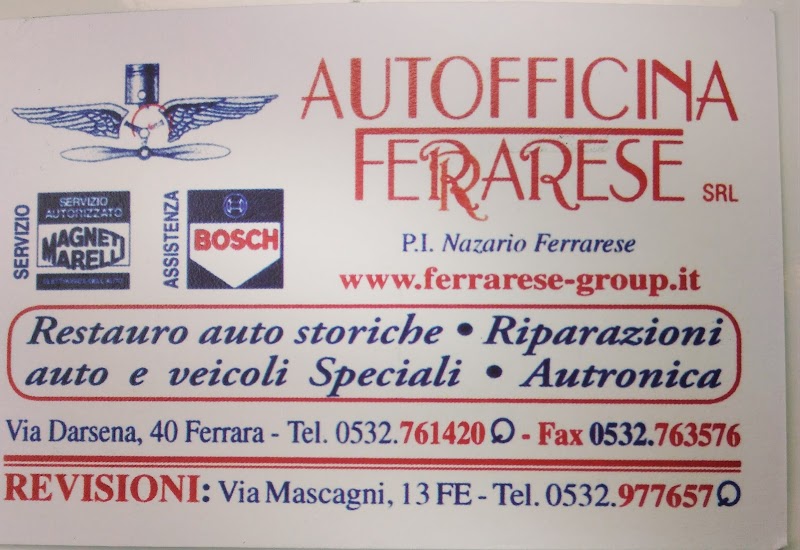 AUTOFFICINA
FERRARESE SRL
SERVIZIO
SERVIZIO
AUTORIZZATO
MAGNETI
MARELLI
ASSISTENZA
BOSCH
P.I. Nazario Ferrarese
www.ferrarese-group.it
Restauro auto storiche • Riparazioni
auto e veicoli Speciali • Autronica
Via Darsena, 40 Ferrara - Tel. 0532.761420 - Fax 0532.763576
REVISIONI: Via Mascagni, 13 FE - Tel. 0532.977657